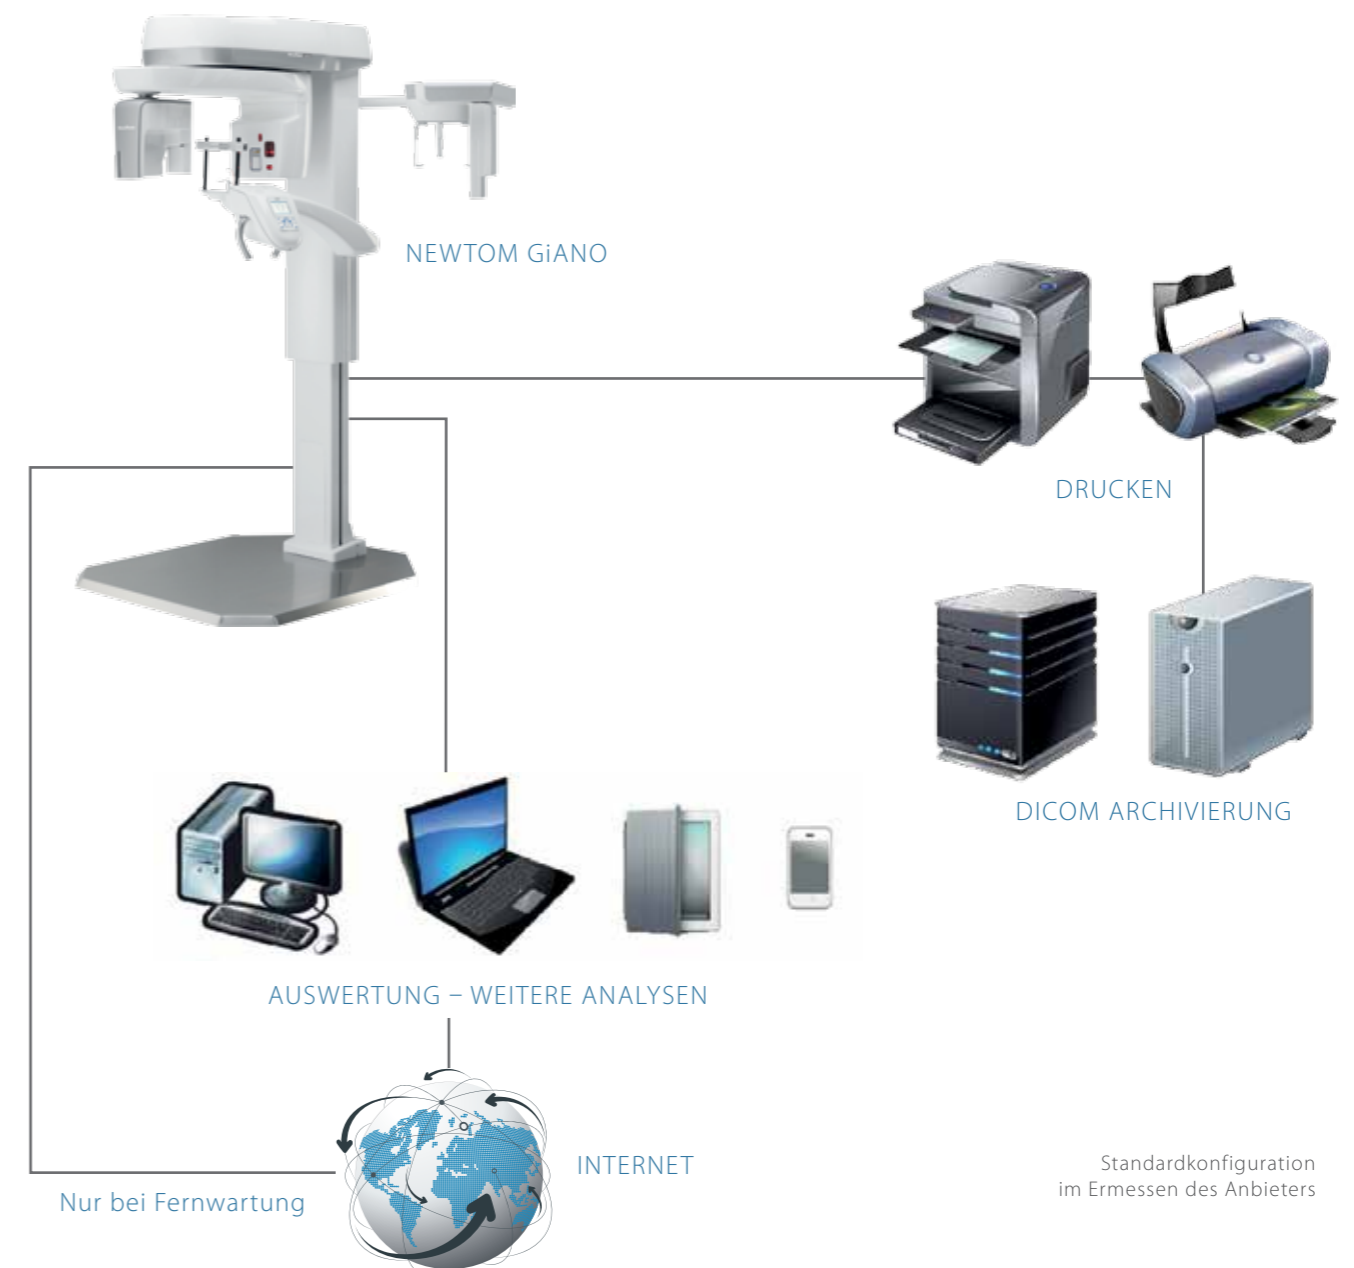 NEWTOM GiANO
DRUCKEN
DICOM ARCHIVIERUNG
AUSWERTUNG – WEITERE ANALYSEN
INTERNET
Nur bei Fernwartung
Standardkonfiguration
im Ermessen des Anbieters